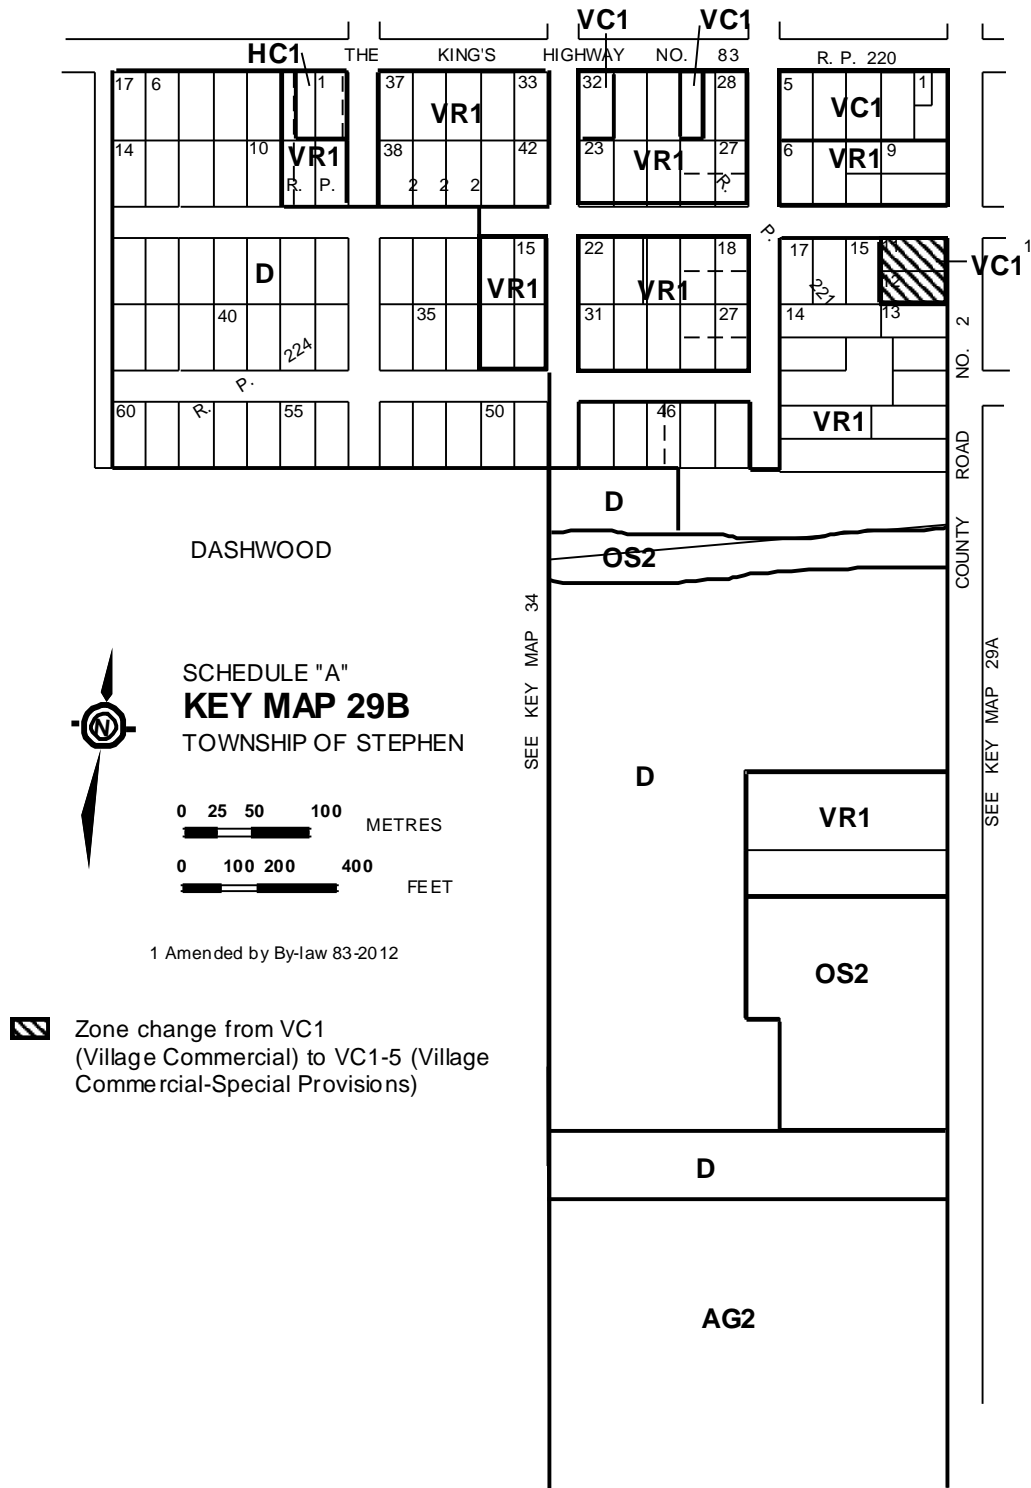 VC1 VC1
HC1 THE KING'S HIGHWAY NO. 83 R. P. 220
17 6 1 37 33 32 28 5 1
VR1 VC1
14 10 VR1 38 42 23 VR1 27 6 VR1 9
R. P. 2 2 2 R.
P.
15 22 18 17 15 11 VC1 1
D VR1 VR1 221 12
40 35 31 27 14 13
224
R. P.
NO. 2
60 55 50 46 VR1
COUNTY ROAD
D
DASHWOOD OS2
SEE KEY MAP 34
SEE KEY MAP 29A
N
SCHEDULE "A"
KEY MAP 29B
TOWNSHIP OF STEPHEN
D
0 25 50 100
METRES
VR1
0 100 200 400
FEET
1 Amended by By-law 83-2012
OS2
Zone change from VC1
(Village Commercial) to VC1-5 (Village
Commercial-Special Provisions)
D
AG2